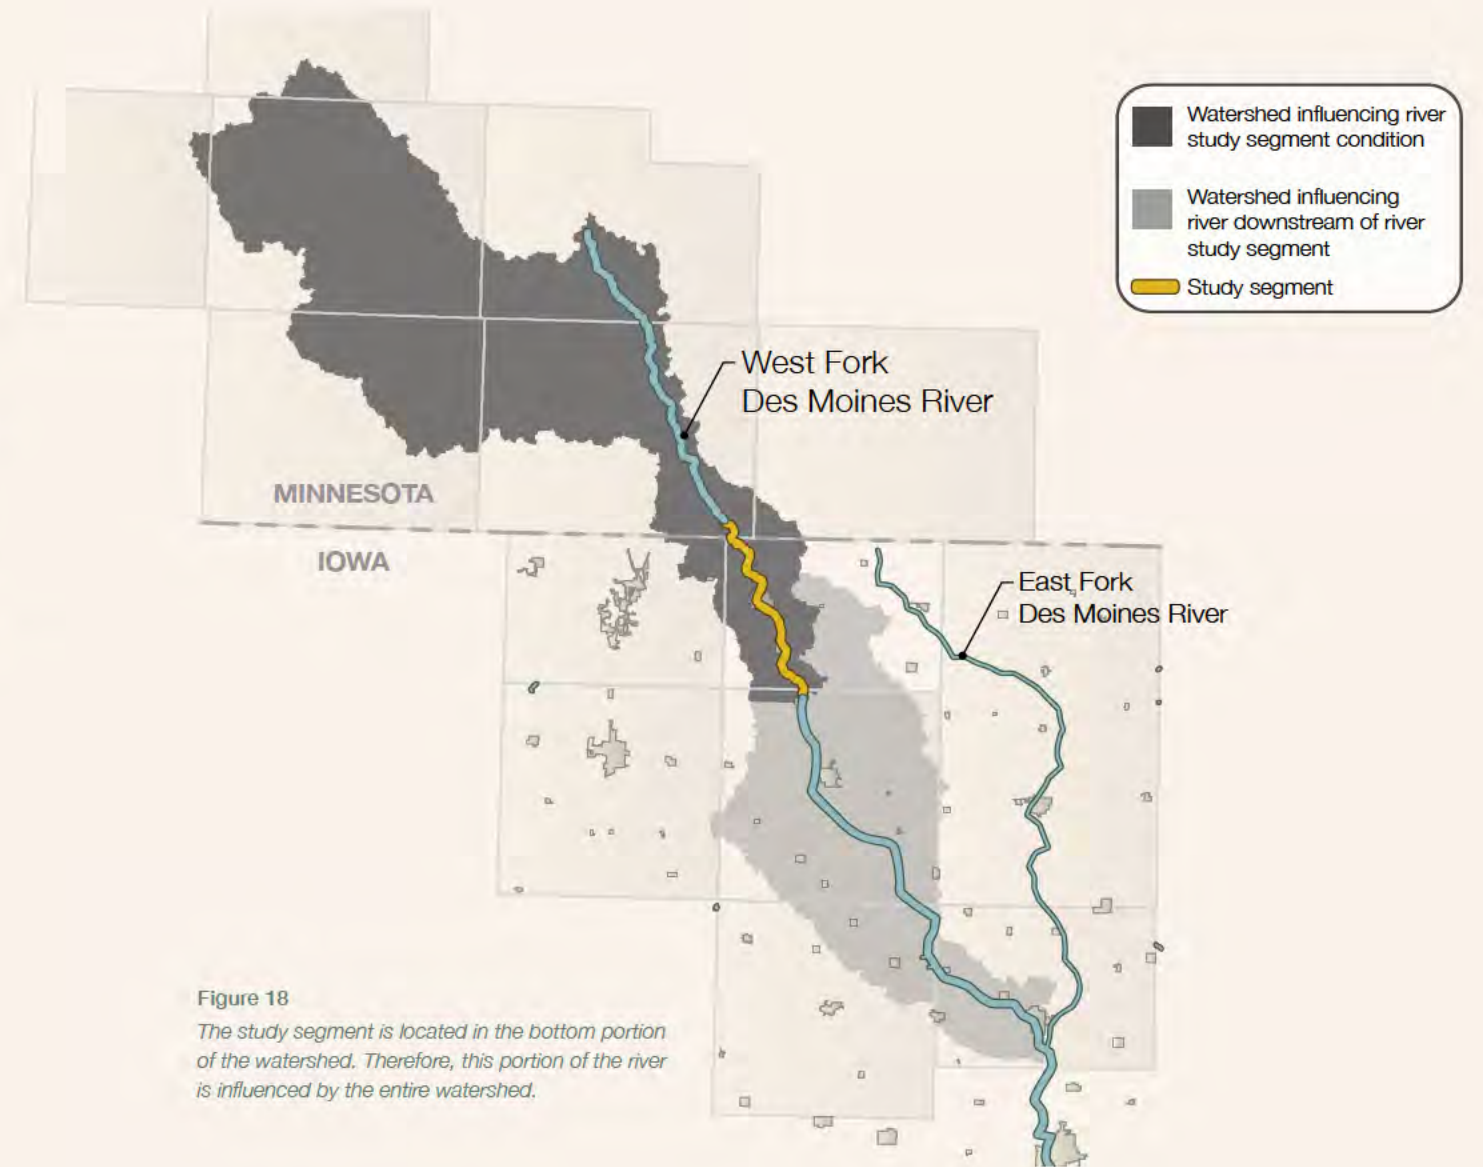 Watershed influencing river
study segment condition
Watershed influencing
river downstream of river
study segment
Study segment
West Fork
Des Moines River
MINNESOTA
IOWA
East Fork
Des Moines River
Figure 18
The study segment is located in the bottom portion
of the watershed. Therefore, this portion of the river
is influenced by the entire watershed.